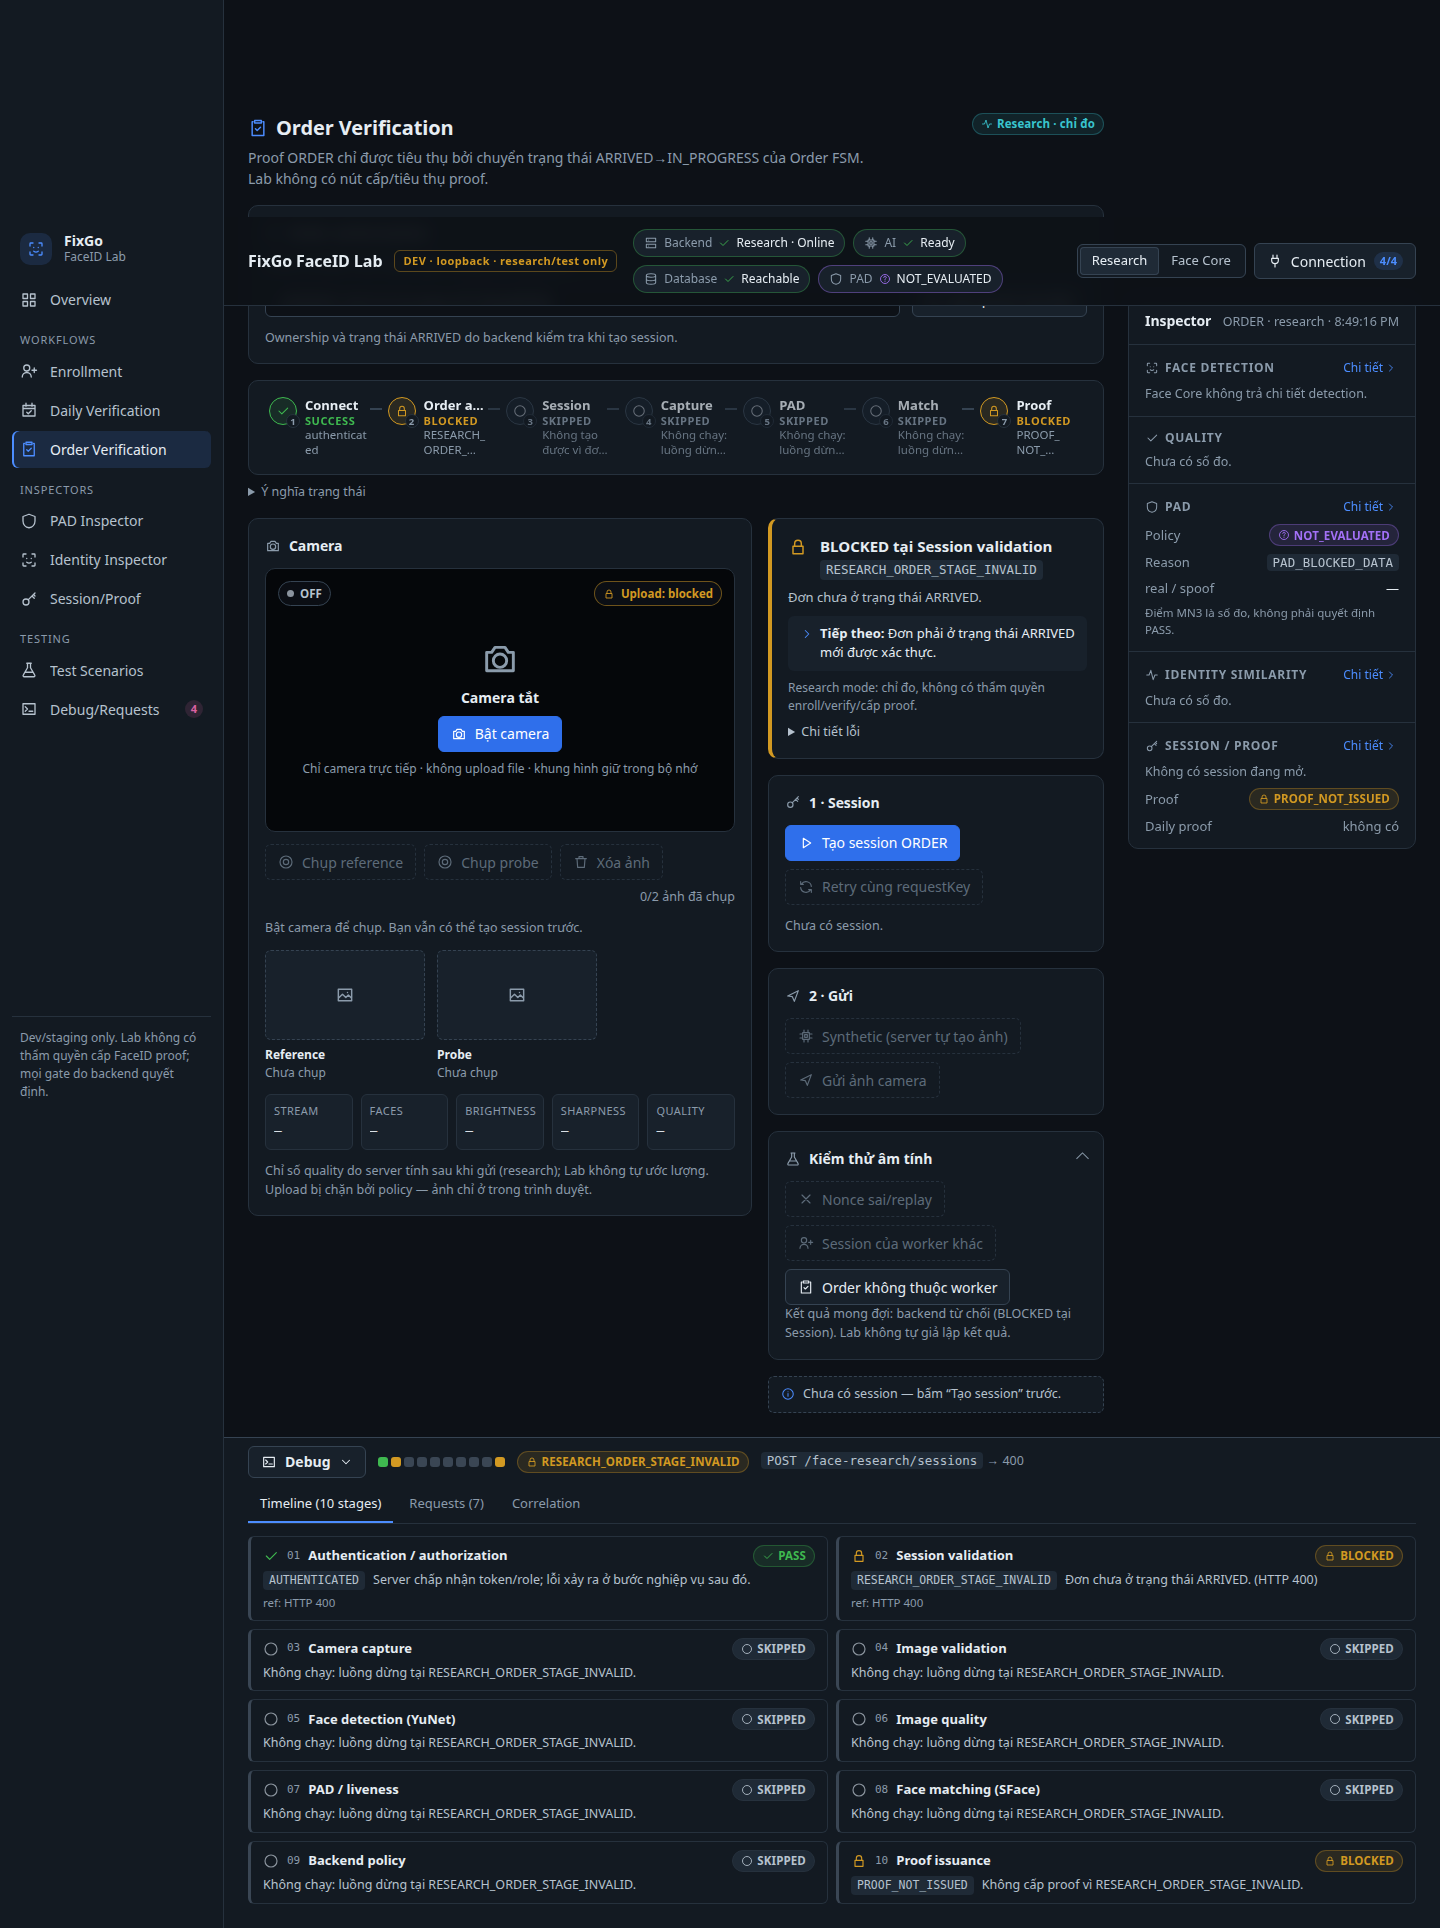 Order Verification
Research · chỉ đo
Proof ORDER chỉ được tiêu thụ bởi chuyển trạng thái ARRIVED→IN_PROGRESS của Order FSM.
Lab không có nút cấp/tiêu thụ proof.
FixGo
FaceID Lab
Overview
WORKFLOWS
Enrollment
Daily Verification
Order Verification
INSPECTORS
PAD Inspector
Identity Inspector
Session/Proof
TESTING
Test Scenarios
Debug/Requests
4
Dev/staging only. Lab không có
thẩm quyền cấp FaceID proof;
mọi gate do backend quyết
định.
FixGo FaceID Lab
DEV · loopback · research/test only
Backend Research · Online
AI Ready
Database Reachable
PAD NOT_EVALUATED
Research
Face Core
Connection 4/4
Ownership và trạng thái ARRIVED do backend kiểm tra khi tạo session.
1
Connect
SUCCESS
authenticat
ed
2
Order a...
BLOCKED
RESEARCH_
ORDER_...
3
Session
SKIPPED
Không tạo
được vì đơ...
4
Capture
SKIPPED
Không chạy:
luồng dừn...
5
PAD
SKIPPED
Không chạy:
luồng dừn...
6
Match
SKIPPED
Không chạy:
luồng dừn...
7
Proof
BLOCKED
PROOF_
NOT_...
Ý nghĩa trạng thái
Camera
OFF
Upload: blocked
Camera tắt
Bật camera
Chỉ camera trực tiếp · không upload file · khung hình giữ trong bộ nhớ
Chụp reference
Chụp probe
Xóa ảnh
0/2 ảnh đã chụp
Bật camera để chụp. Bạn vẫn có thể tạo session trước.
Reference
Chưa chụp
Probe
Chưa chụp
STREAM
—
FACES
—
BRIGHTNESS
—
SHARPNESS
—
QUALITY
—
Chỉ số quality do server tính sau khi gửi (research); Lab không tự ước lượng.
Upload bị chặn bởi policy — ảnh chỉ ở trong trình duyệt.
BLOCKED tại Session validation
RESEARCH_ORDER_STAGE_INVALID
Đơn chưa ở trạng thái ARRIVED.
Tiếp theo: Đơn phải ở trạng thái ARRIVED
mới được xác thực.
Research mode: chỉ đo, không có thẩm quyền
enroll/verify/cấp proof.
Chi tiết lỗi
1 · Session
Tạo session ORDER
Retry cùng requestKey
Chưa có session.
2 · Gửi
Synthetic (server tự tạo ảnh)
Gửi ảnh camera
Kiểm thử âm tính
Nonce sai/replay
Session của worker khác
Order không thuộc worker
Kết quả mong đợi: backend từ chối (BLOCKED tại
Session). Lab không tự giả lập kết quả.
Chưa có session — bấm “Tạo session” trước.
Inspector
ORDER · research · 8:49:16 PM
FACE DETECTION
Chi tiết
Face Core không trả chi tiết detection.
QUALITY
Chưa có số đo.
PAD
Chi tiết
Policy
NOT_EVALUATED
Reason
PAD_BLOCKED_DATA
real / spoof
—
Điểm MN3 là số đo, không phải quyết định
PASS.
IDENTITY SIMILARITY
Chi tiết
Chưa có số đo.
SESSION / PROOF
Chi tiết
Không có session đang mở.
Proof
PROOF_NOT_ISSUED
Daily proof
không có
Debug
RESEARCH_ORDER_STAGE_INVALID
POST /face-research/sessions → 400
Timeline (10 stages)
Requests (7)
Correlation
01 Authentication / authorization
PASS
AUTHENTICATED Server chấp nhận token/role; lỗi xảy ra ở bước nghiệp vụ sau đó.
ref: HTTP 400
02 Session validation
BLOCKED
RESEARCH_ORDER_STAGE_INVALID Đơn chưa ở trạng thái ARRIVED. (HTTP 400)
ref: HTTP 400
03 Camera capture
SKIPPED
Không chạy: luồng dừng tại RESEARCH_ORDER_STAGE_INVALID.
04 Image validation
SKIPPED
Không chạy: luồng dừng tại RESEARCH_ORDER_STAGE_INVALID.
05 Face detection (YuNet)
SKIPPED
Không chạy: luồng dừng tại RESEARCH_ORDER_STAGE_INVALID.
06 Image quality
SKIPPED
Không chạy: luồng dừng tại RESEARCH_ORDER_STAGE_INVALID.
07 PAD / liveness
SKIPPED
Không chạy: luồng dừng tại RESEARCH_ORDER_STAGE_INVALID.
08 Face matching (SFace)
SKIPPED
Không chạy: luồng dừng tại RESEARCH_ORDER_STAGE_INVALID.
09 Backend policy
SKIPPED
Không chạy: luồng dừng tại RESEARCH_ORDER_STAGE_INVALID.
10 Proof issuance
BLOCKED
PROOF_NOT_ISSUED Không cấp proof vì RESEARCH_ORDER_STAGE_INVALID.